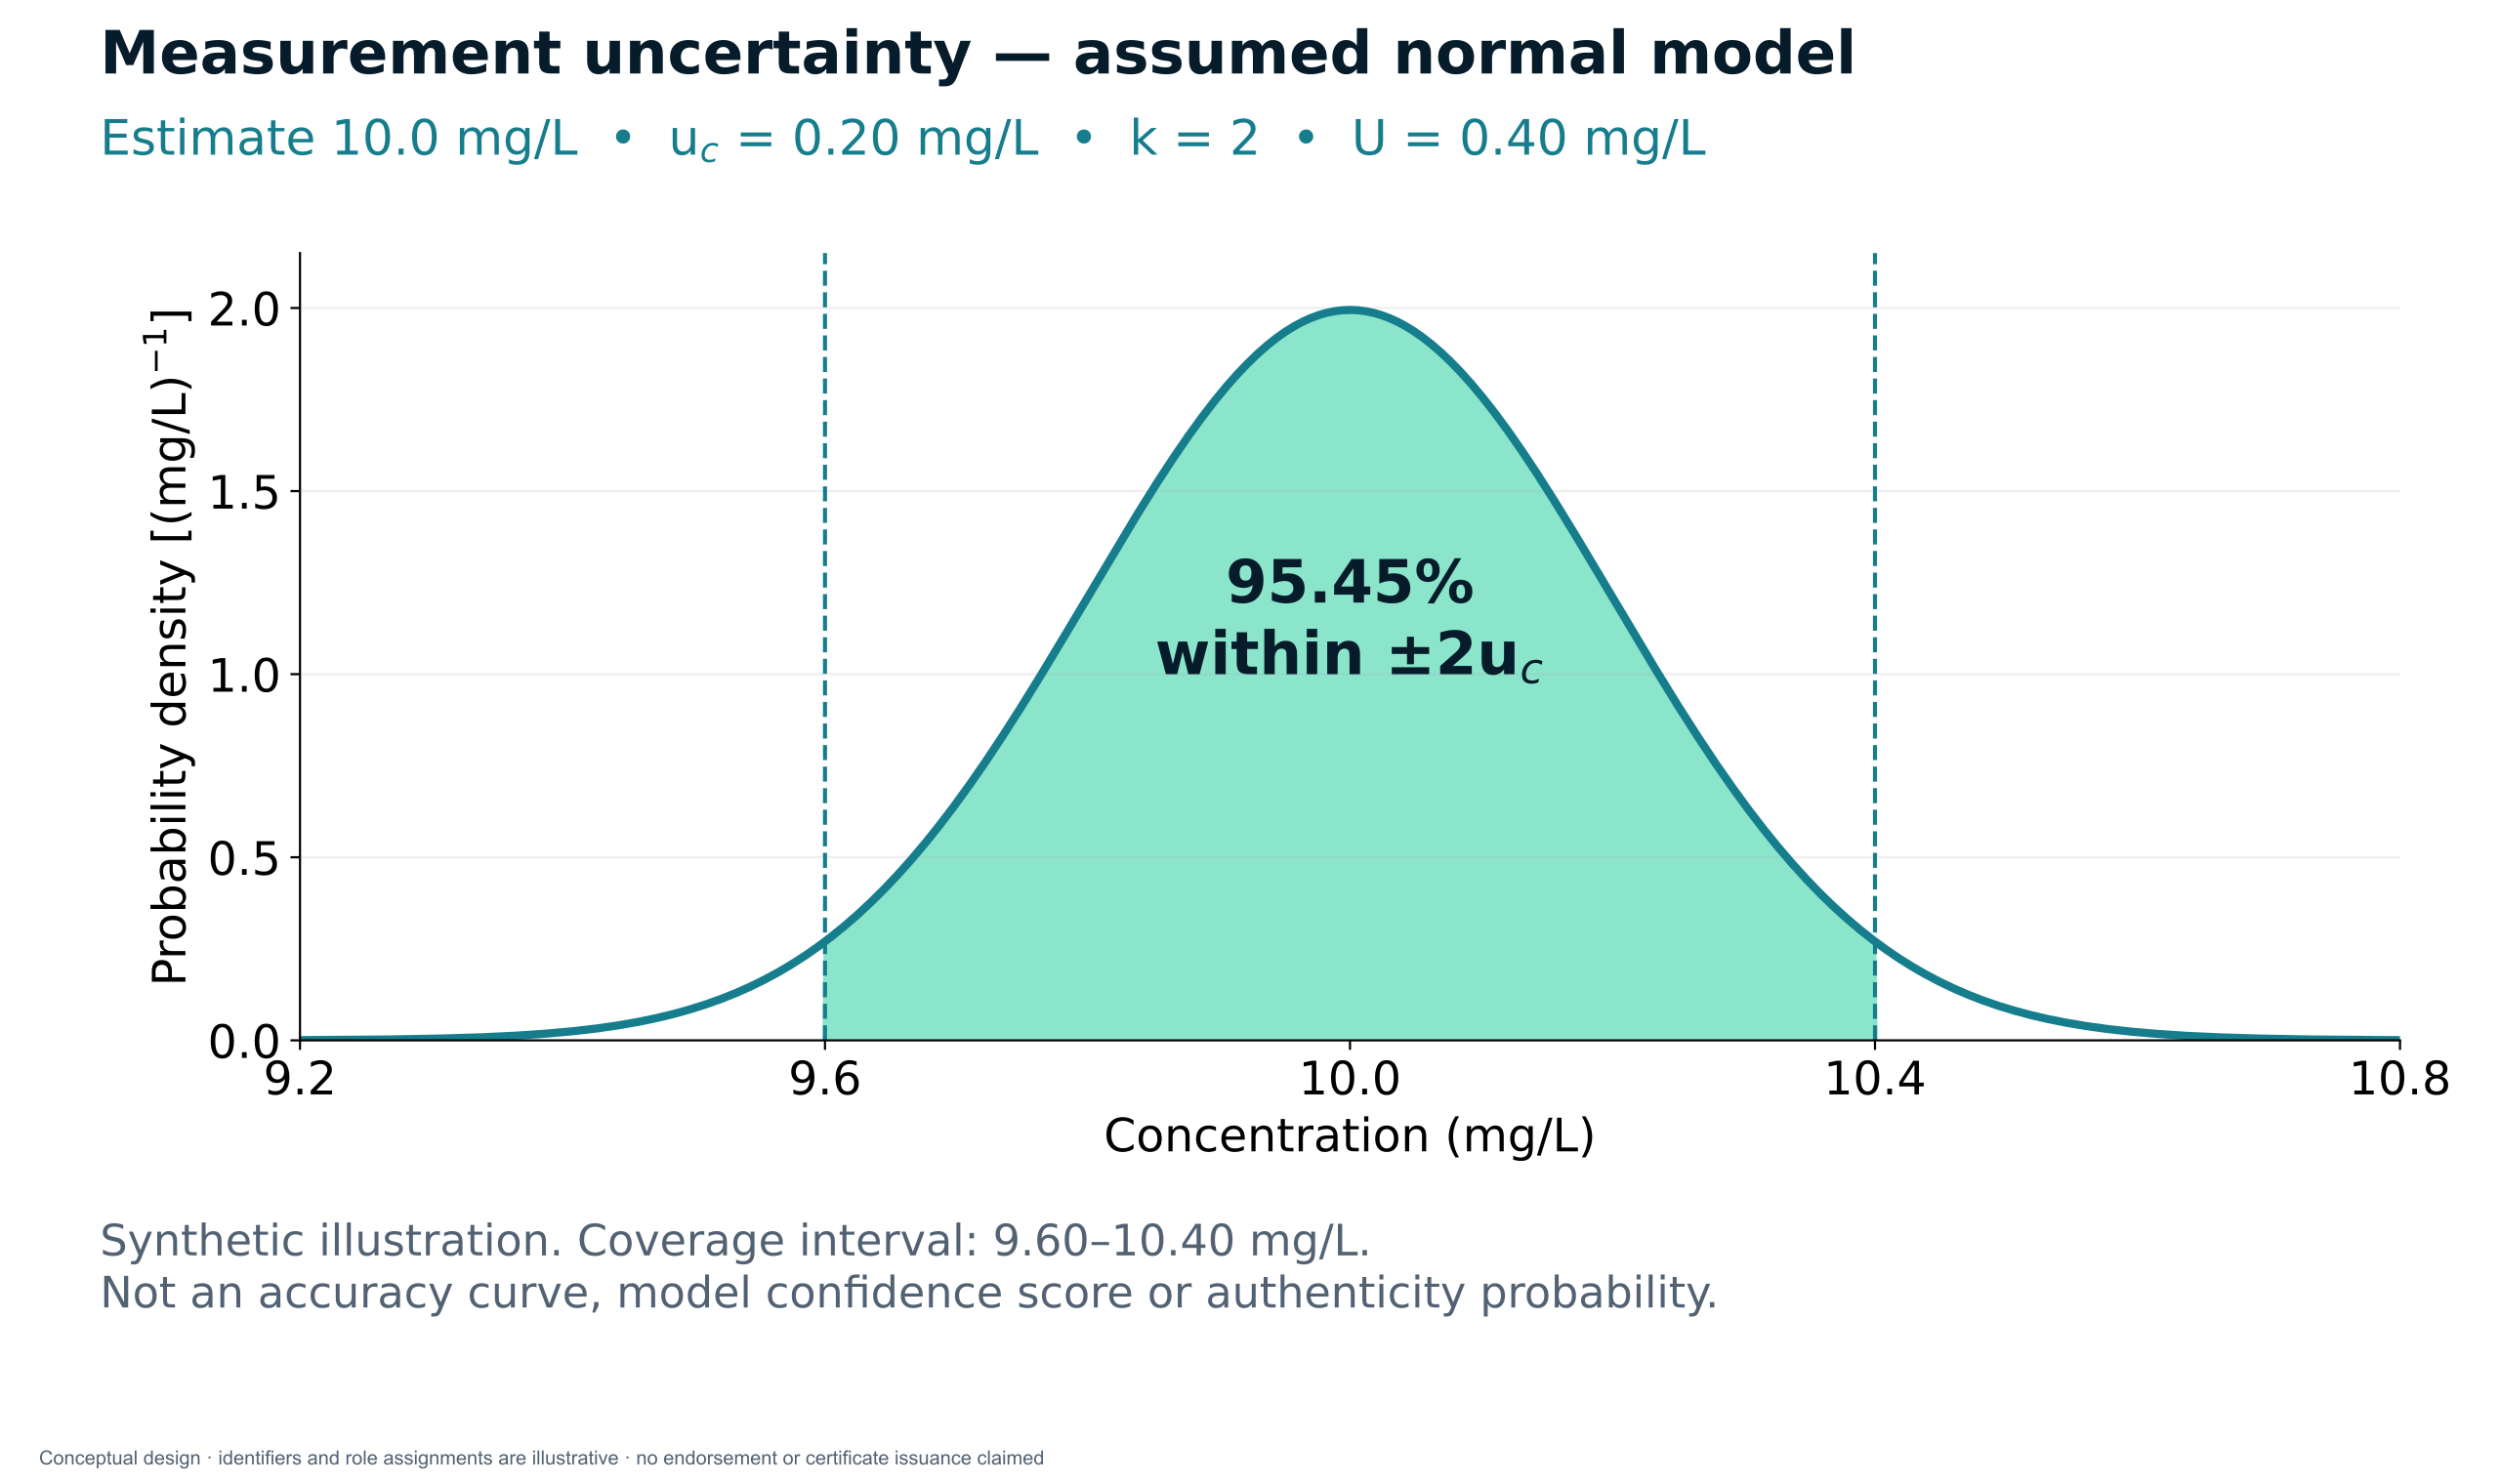 Measurement uncertainty — assumed normal model
Estimate 10.0 mg/L • u_c = 0.20 mg/L • k = 2 • U = 0.40 mg/L
Probability density [(mg/L)⁻¹]
2.0
1.5
1.0
0.5
0.0
95.45%
within ±2u_c
9.2 9.6 10.0 10.4 10.8
Concentration (mg/L)
Synthetic illustration. Coverage interval: 9.60–10.40 mg/L.
Not an accuracy curve, model confidence score or authenticity probability.
Conceptual design · identifiers and role assignments are illustrative · no endorsement or certificate issuance claimed